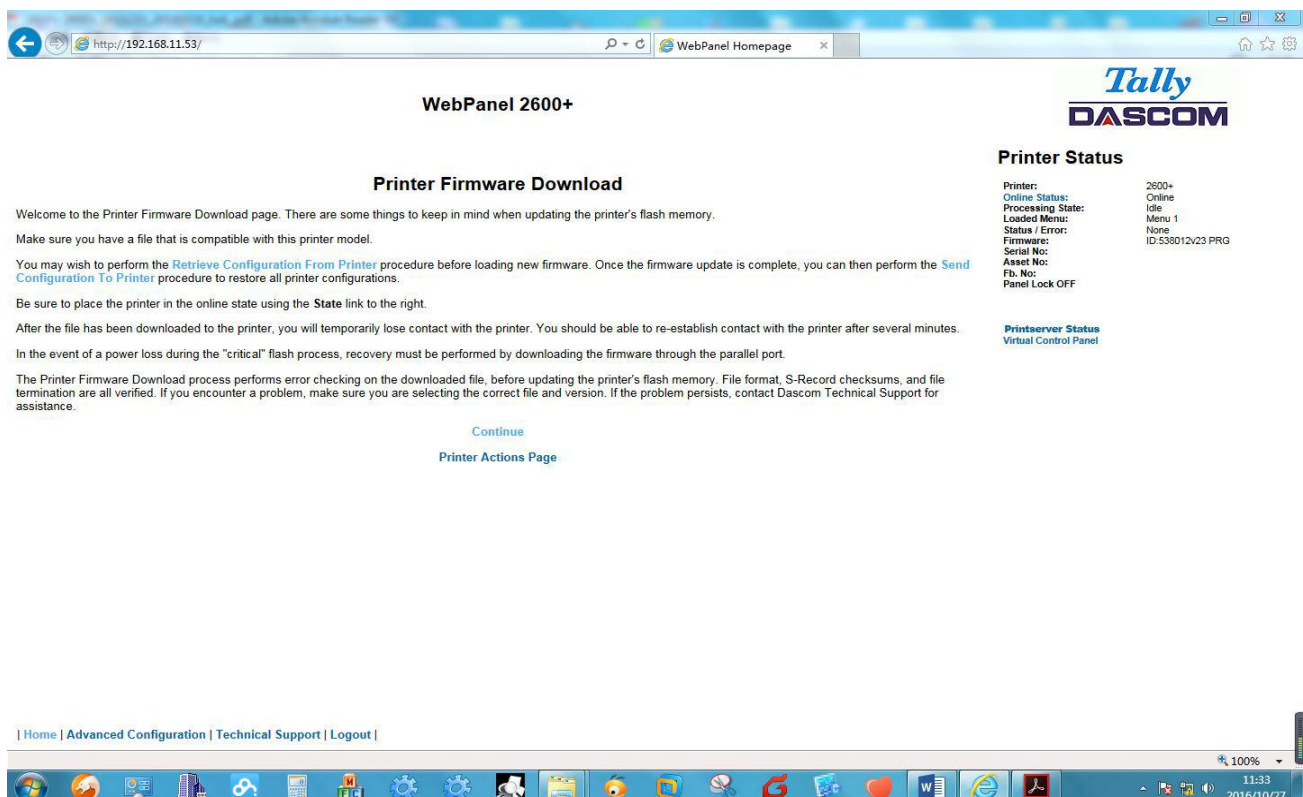 http://192.168.11.53/
WebPanel Homepage
WebPanel 2600+
Tally
DASCOM
Printer Firmware Download
Welcome to the Printer Firmware Download page. There are some things to keep in mind when updating the printer's flash memory.
Make sure you have a file that is compatible with this printer model.
You may wish to perform the Retrieve Configuration From Printer procedure before loading new firmware. Once the firmware update is complete, you can then perform the Send
Configuration To Printer procedure to restore all printer configurations.
Be sure to place the printer in the online state using the State link to the right.
After the file has been downloaded to the printer, you will temporarily lose contact with the printer. You should be able to re-establish contact with the printer after several minutes.
In the event of a power loss during the "critical" flash process, recovery must be performed by downloading the firmware through the parallel port.
The Printer Firmware Download process performs error checking on the downloaded file, before updating the printer's flash memory. File format, S-Record checksums, and file
termination are all verified. If you encounter a problem, make sure you are selecting the correct file and version. If the problem persists, contact Dascom Technical Support for
assistance.
Continue
Printer Actions Page
Printer Status
Printer: 2600+
Online Status: Online
Processing State: Idle
Loaded Menu: Menu 1
Status / Error: None
Firmware: ID:538012v23 PRG
Serial No:
Asset No:
Fb. No:
Panel Lock OFF
Printserver Status
Virtual Control Panel
| Home | Advanced Configuration | Technical Support | Logout |
100%
11:33
2016/10/27